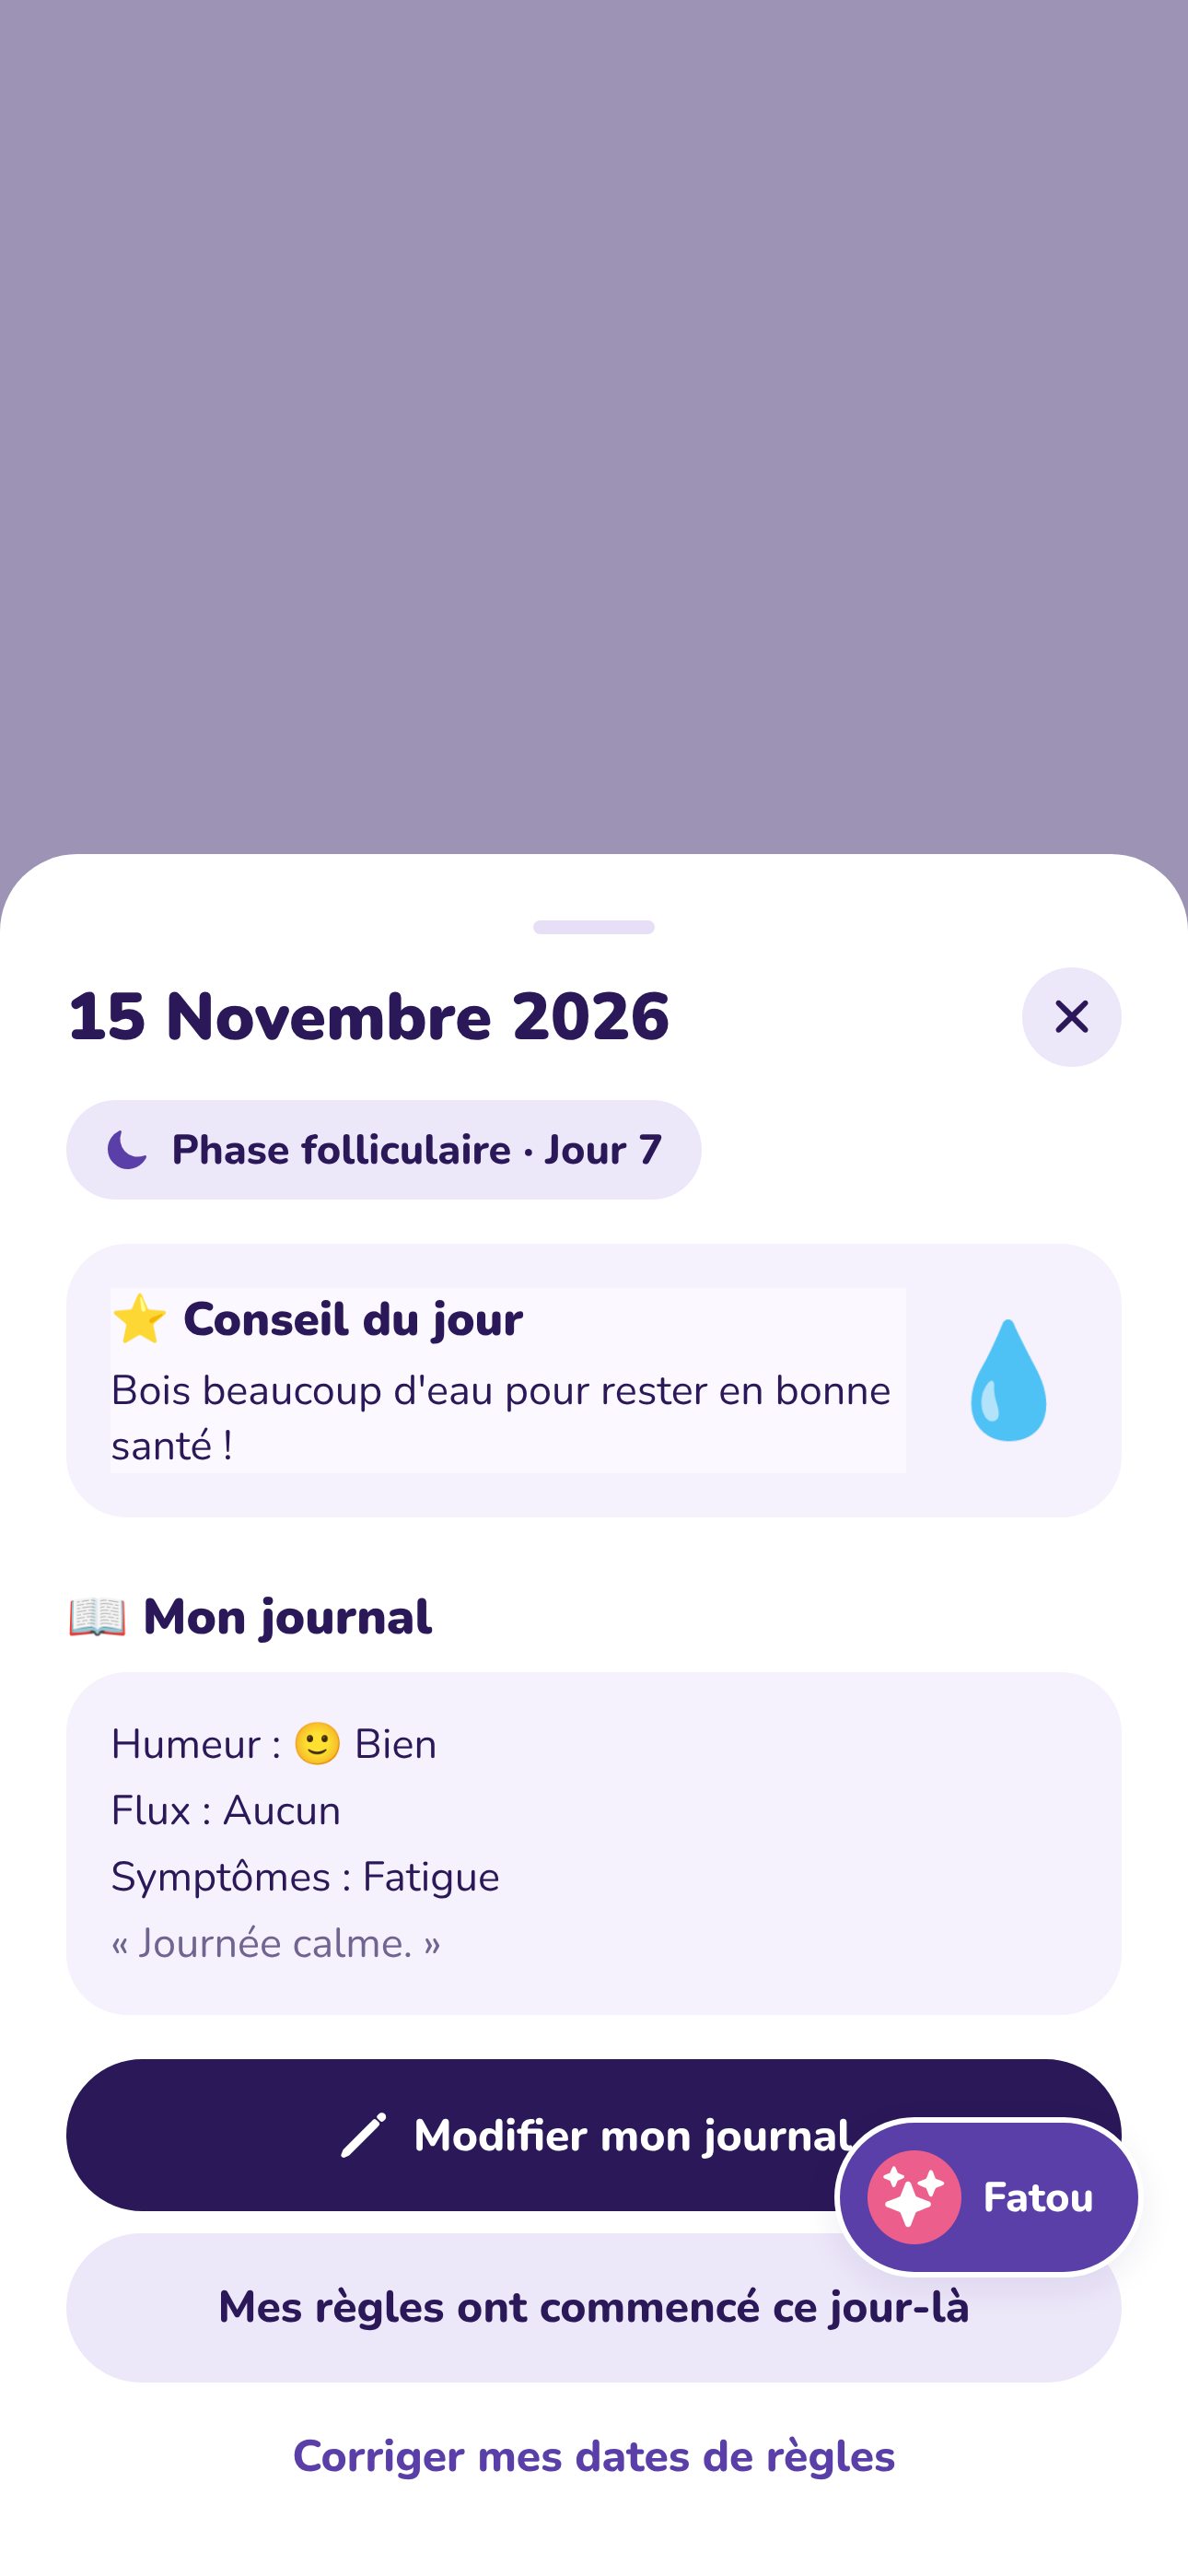 15 Novembre 2026
Phase folliculaire · Jour 7
⭐ Conseil du jour
Bois beaucoup d'eau pour rester en bonne
santé !
📖 Mon journal
Humeur : 🙂 Bien
Flux : Aucun
Symptômes : Fatigue
« Journée calme. »
Modifier mon journal
Fatou
Mes règles ont commencé ce jour-là
Corriger mes dates de règles